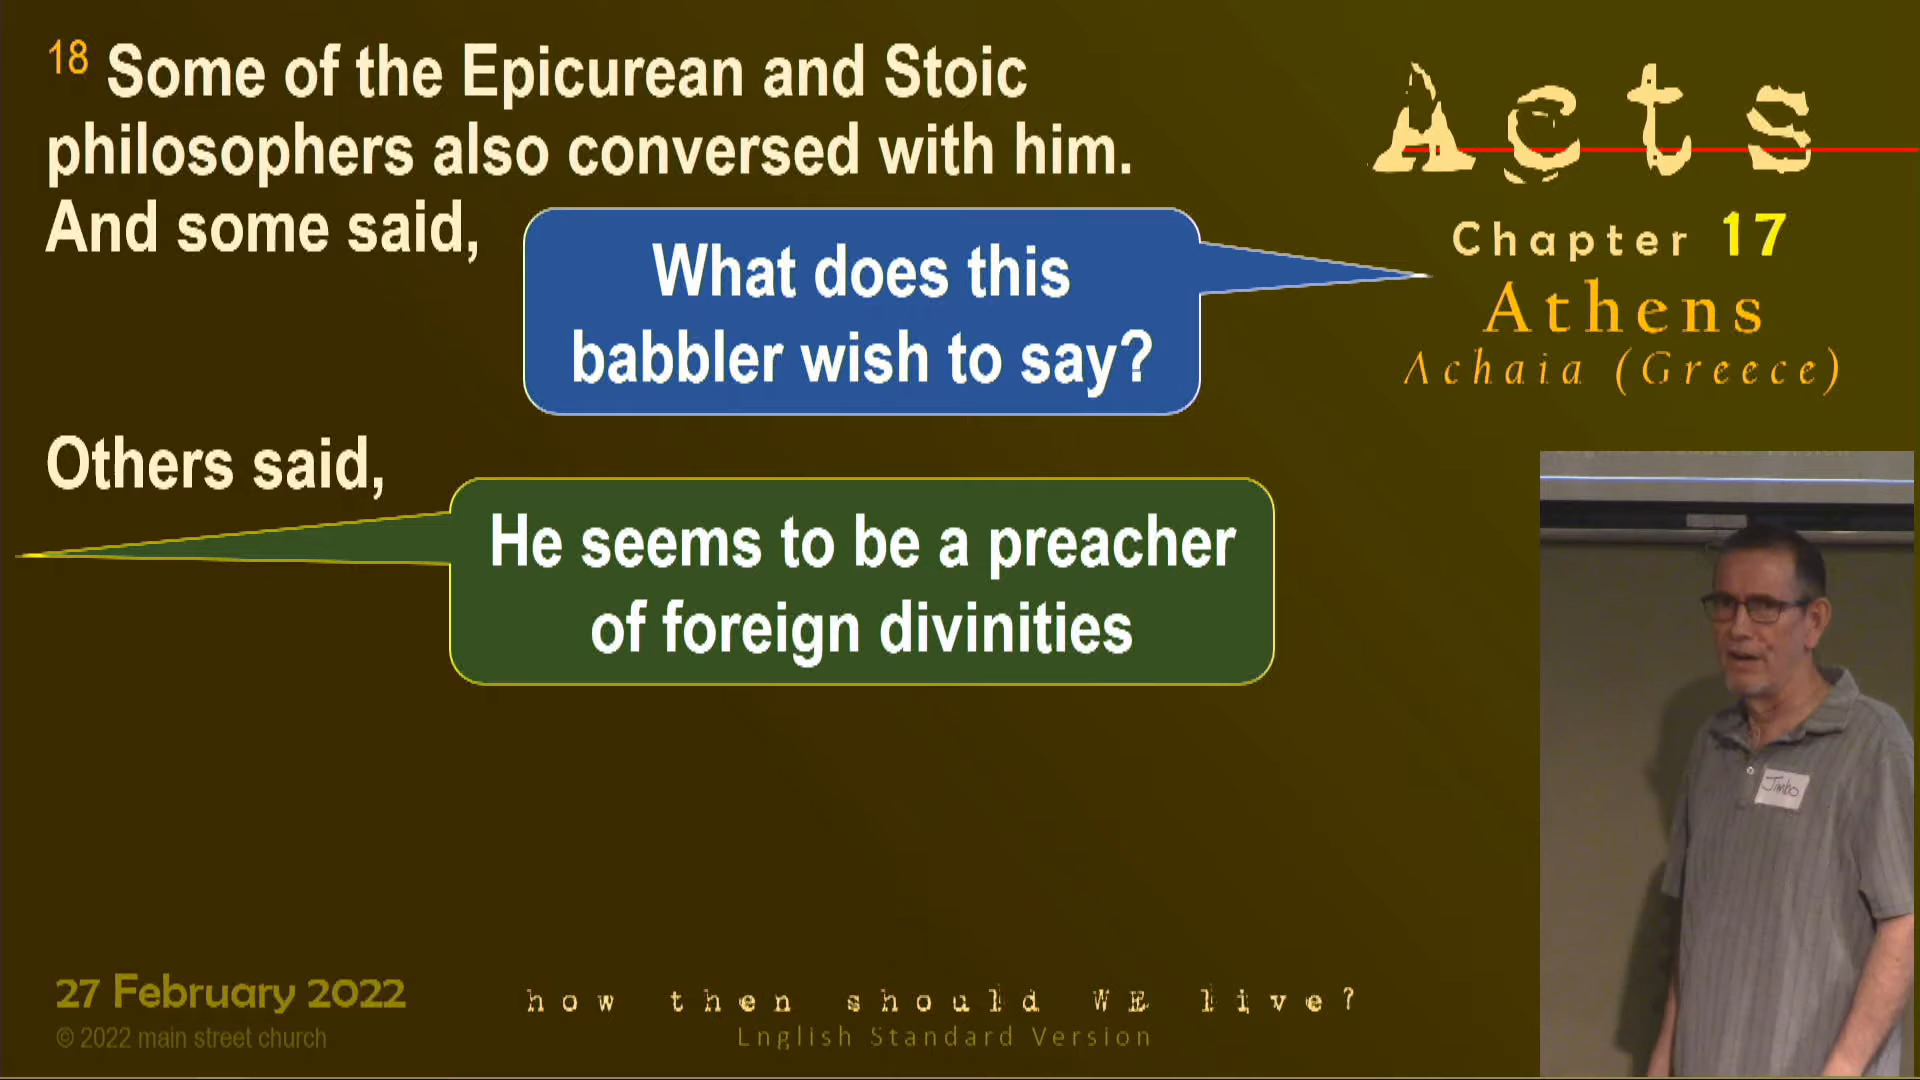 18 Some of the Epicurean and Stoic
philosophers also conversed with him.
And some said,
What does this
babbler wish to say?
Others said,
He seems to be a preacher
of foreign divinities
Acts
Chapter 17
Athens
Achaia (Greece)
Jimbo
27 February 2022
© 2022 main street church
how then should WE live?
English Standard Version